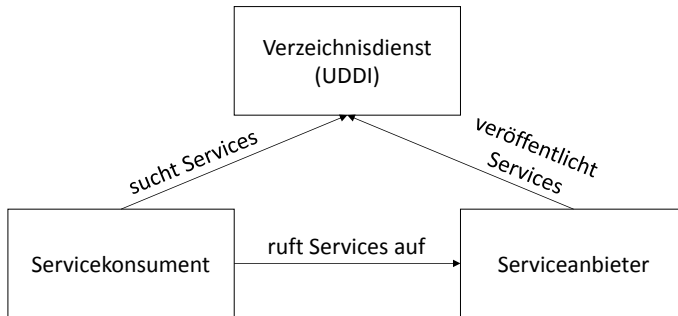 Verzeichnisdienst
(UDDI)
sucht Services
veröffentlicht
Services
Servicekonsument
ruft Services auf
Serviceanbieter